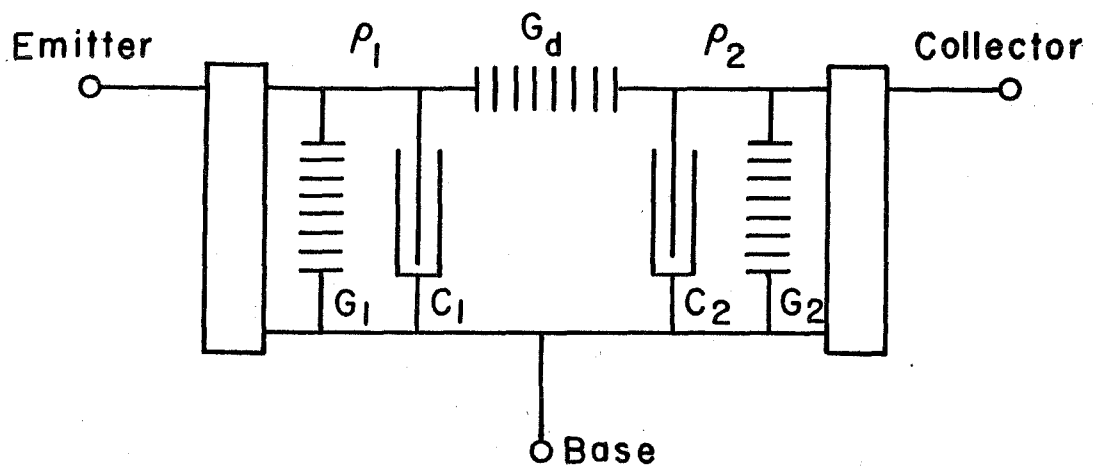 Emitter
ρ1
Gd
ρ2
Collector
G1
C1
C2
G2
Base